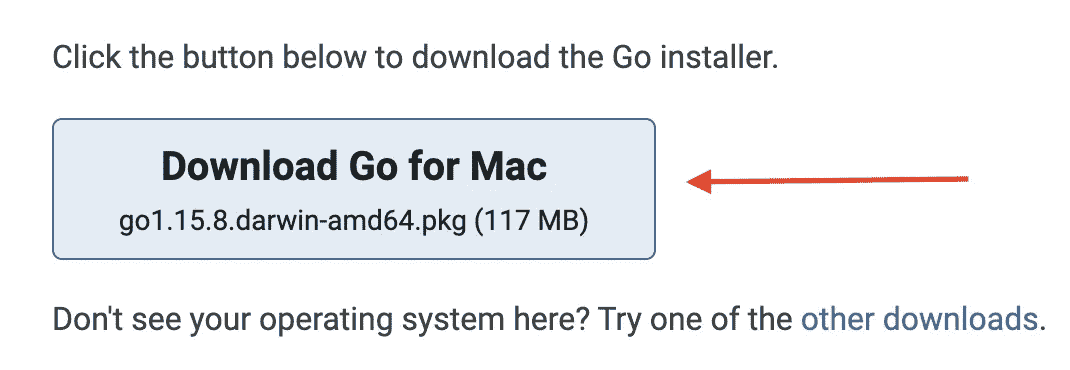 Click the button below to download the Go installer.
Download Go for Mac
go1.15.8.darwin-amd64.pkg (117 MB)
Don't see your operating system here? Try one of the other downloads.